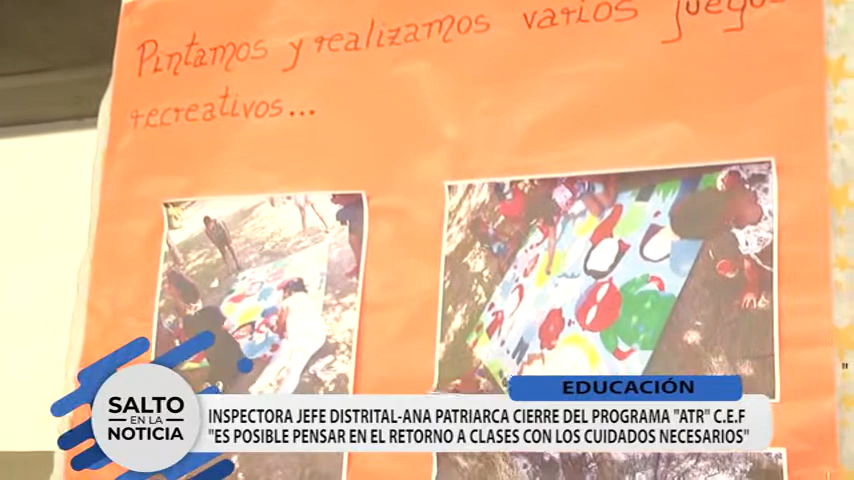 Pintamos y realizamos varios juegos
recreativos...
EDUCACIÓN
SALTO
EN LA
NOTICIA
INSPECTORA JEFE DISTRITAL-ANA PATRIARCA CIERRE DEL PROGRAMA "ATR" C.E.F
"ES POSIBLE PENSAR EN EL RETORNO A CLASES CON LOS CUIDADOS NECESARIOS"